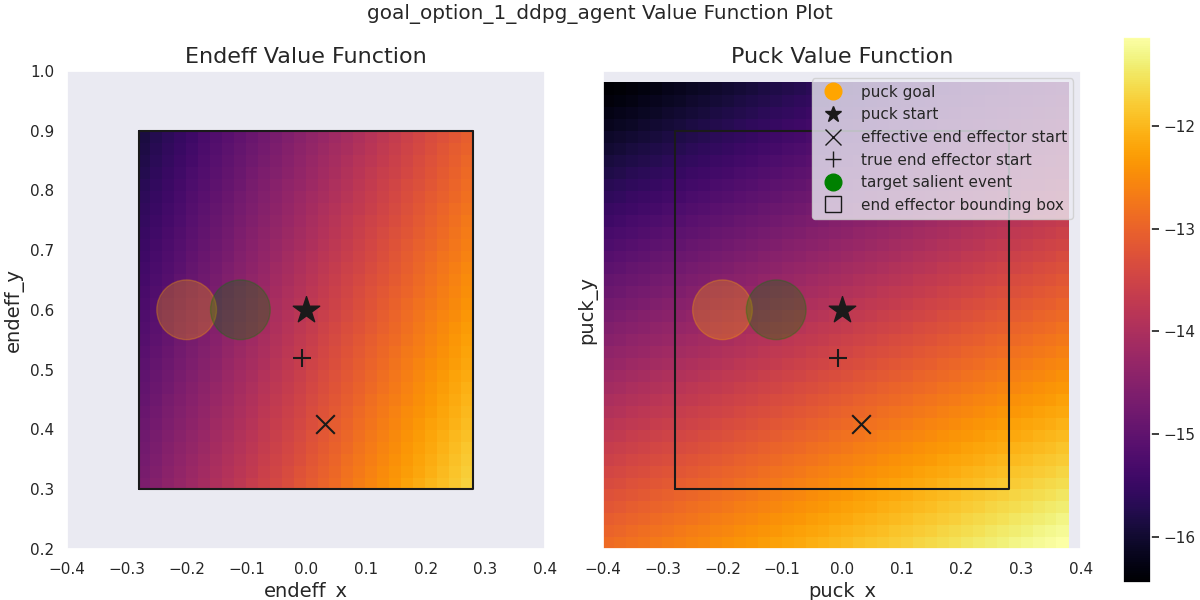 goal_option_1_ddpg_agent Value Function Plot
Endeff Value Function
1.0
0.9
0.8
0.7
0.6
0.5
0.4
0.3
0.2
endeff_y
−0.4 −0.3 −0.2 −0.1 0.0 0.1 0.2 0.3 0.4
endeff_x
Puck Value Function
puck goal
puck start
effective end effector start
true end effector start
target salient event
end effector bounding box
puck_y
−0.4 −0.3 −0.2 −0.1 0.0 0.1 0.2 0.3 0.4
puck_x
−12
−13
−14
−15
−16